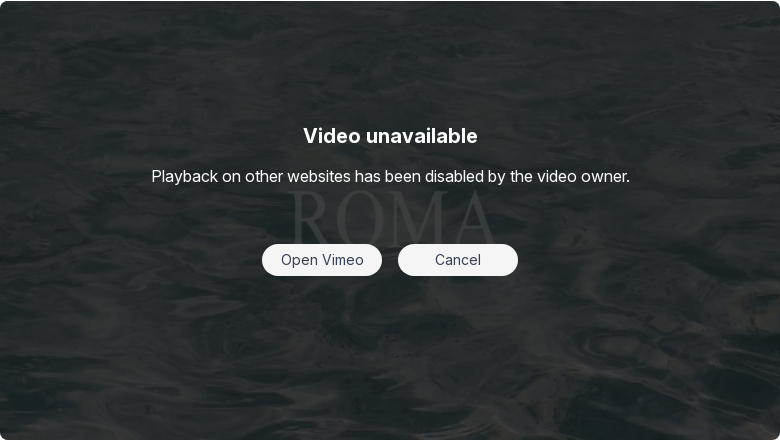 Video unavailable
Playback on other websites has been disabled by the video owner.
ROMA
Open Vimeo
Cancel